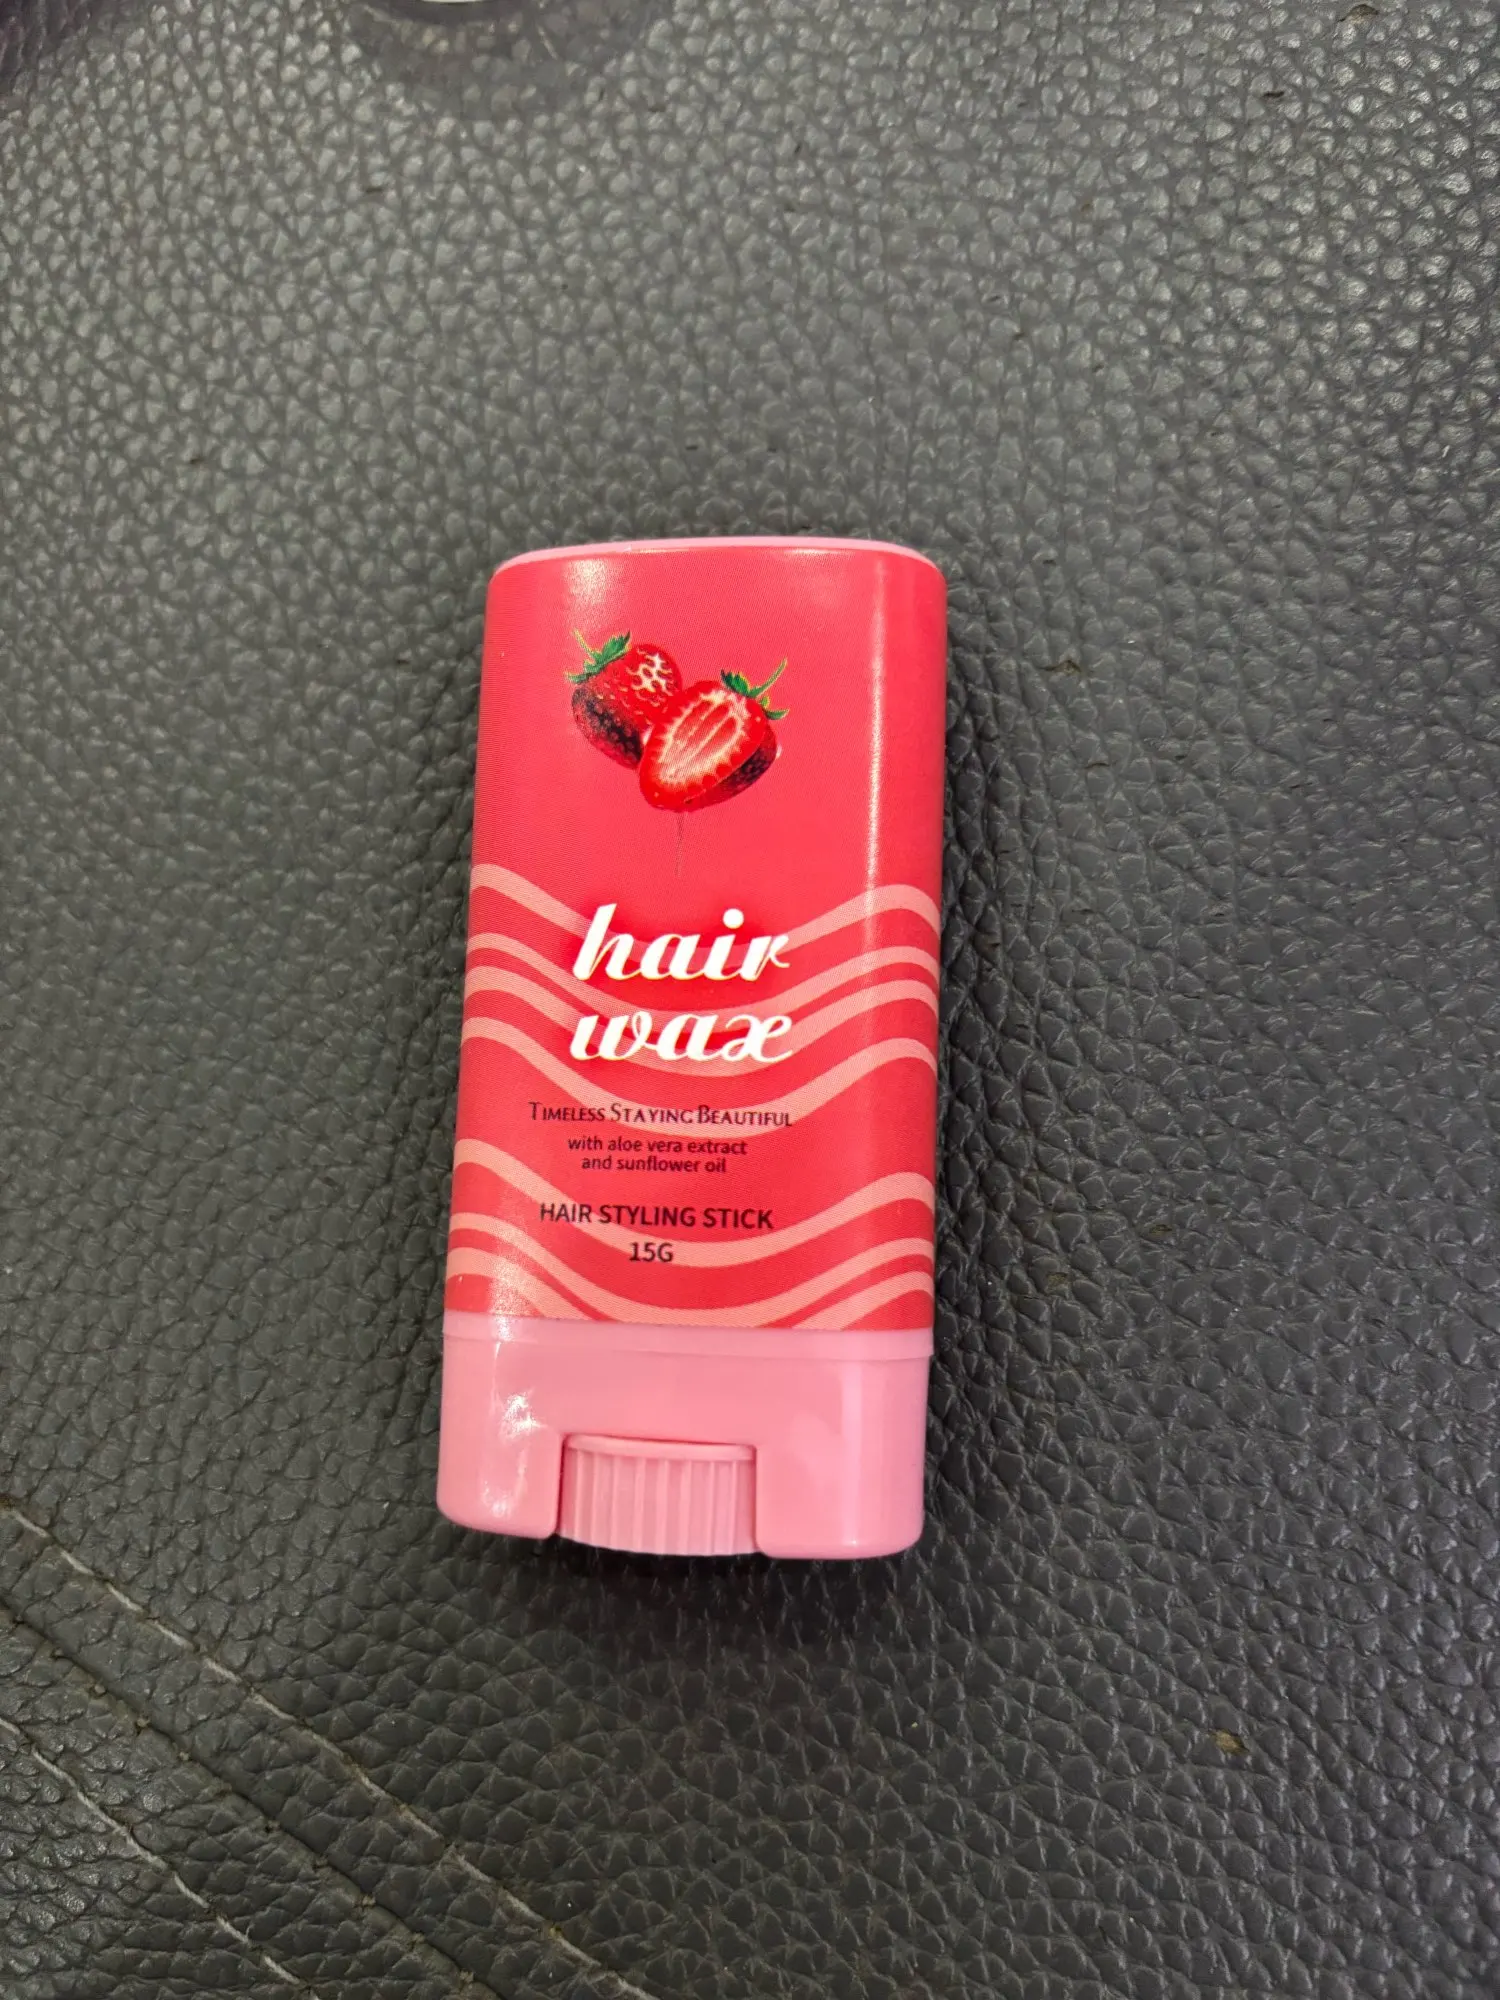 hair
wax
TIMELESS STAYING BEAUTIFUL
with aloe vera extract
and sunflower oil
HAIR STYLING STICK
15G